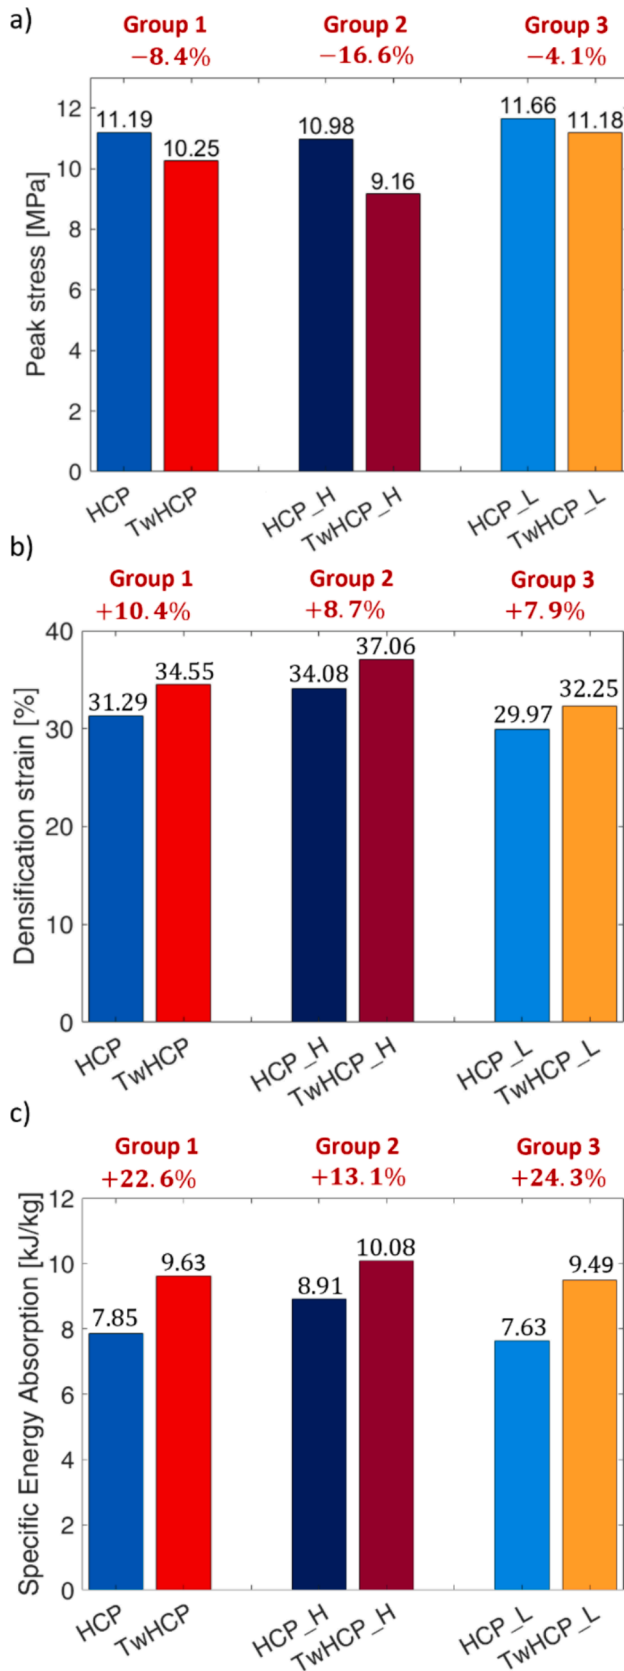 a)
Group 1 Group 2 Group 3
−8.4% −16.6% −4.1%
Peak stress [MPa]
12
10
8
6
4
2
0
11.19 10.25 10.98 9.16 11.66 11.18
HCP TwHCP HCP_H TwHCP_H HCP_L TwHCP_L
b)
Group 1 Group 2 Group 3
+10.4% +8.7% +7.9%
Densification strain [%]
40
30
20
10
0
31.29 34.55 34.08 37.06 29.97 32.25
HCP TwHCP HCP_H TwHCP_H HCP_L TwHCP_L
c)
Group 1 Group 2 Group 3
+22.6% +13.1% +24.3%
Specific Energy Absorption [kJ/kg]
12
10
8
6
4
2
0
7.85 9.63 8.91 10.08 7.63 9.49
HCP TwHCP HCP_H TwHCP_H HCP_L TwHCP_L